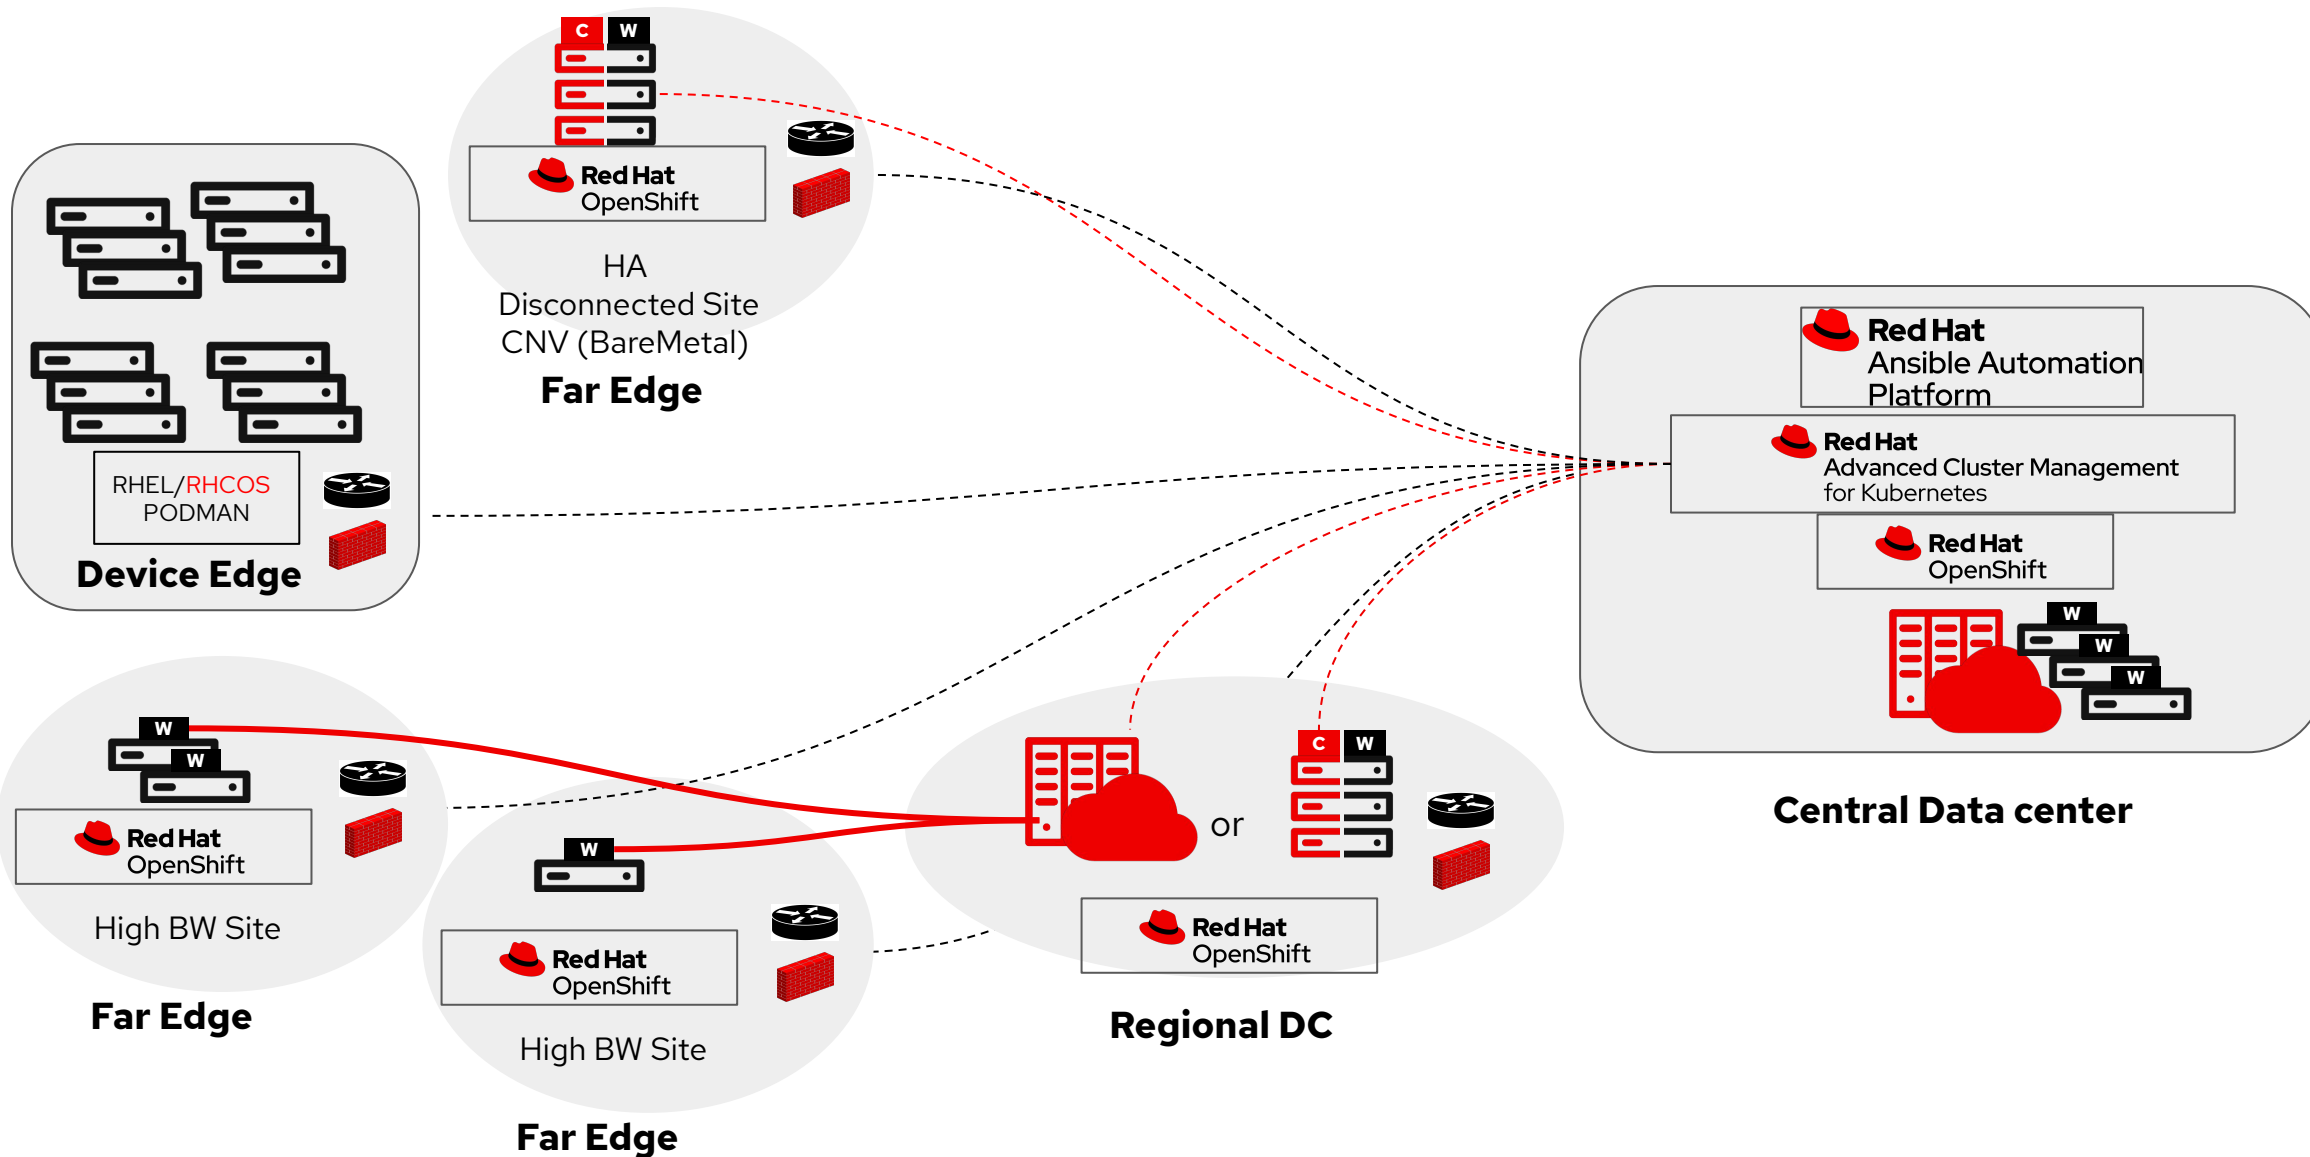 C W
Red Hat
OpenShift
HA
Disconnected Site
CNV (BareMetal)
Far Edge
RHEL/RHCOS
PODMAN
Device Edge
Red Hat
Ansible Automation
Platform
Red Hat
Advanced Cluster Management
for Kubernetes
Red Hat
OpenShift
W
W
W
Central Data center
W
W
Red Hat
OpenShift
High BW Site
Far Edge
W
Red Hat
OpenShift
High BW Site
Far Edge
or
C W
Red Hat
OpenShift
Regional DC